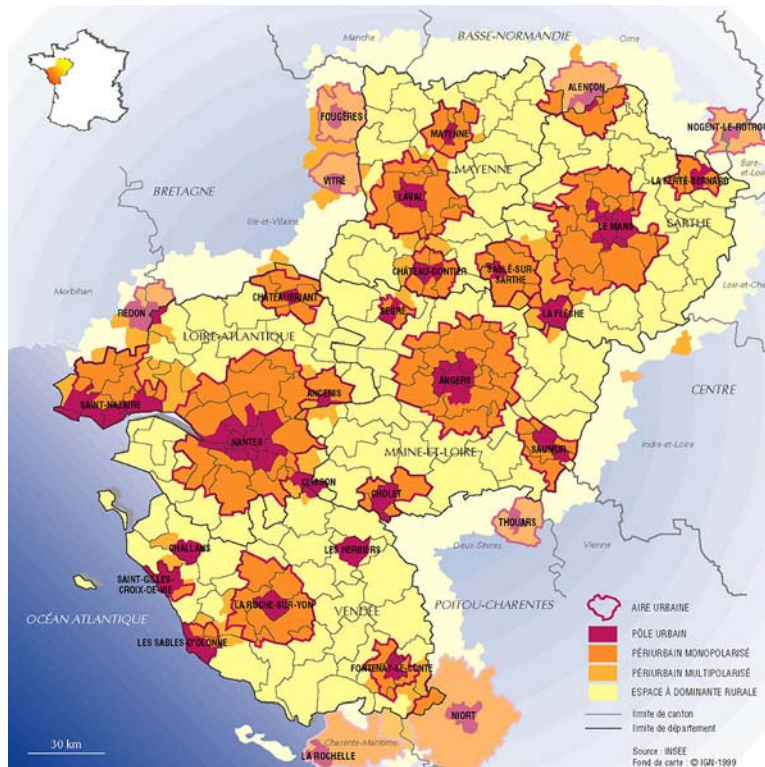 Manche
BASSE-NORMANDIE
Orne
ALENÇON
FOUGÈRES
MAYENNE
NOGENT-LE-ROTROU
MAYENNE
VITRÉ
Eure-
et-Loir
LA FERTÉ-BERNARD
BRETAGNE
LAVAL
LE MANS
SARTHE
Ille-et-Vilaine
CHÂTEAU-GONTIER
SABLÉ-SUR-
SARTHE
Loir-et-Cher
Morbihan
CHÂTEAUBRIANT
SEGRÉ
LA FLÈCHE
REDON
LOIRE-ATLANTIQUE
ANGERS
CENTRE
SAINT-NAZAIRE
ANCENIS
NANTES
MAINE-ET-LOIRE
SAUMUR
Indre-et-Loire
CLISSON
CHOLET
THOUARS
CHALLANS
LES HERBIERS
Deux-Sèvres
Vienne
SAINT-GILLES-
CROIX-DE-VIE
LA ROCHE-SUR-YON
VENDÉE
POITOU-CHARENTES
OCÉAN ATLANTIQUE
LES SABLES-D'OLONNE
FONTENAY-LE-COMTE
NIORT
Charente-Maritime
LA ROCHELLE
30 km
AIRE URBAINE
PÔLE URBAIN
PÉRIURBAIN MONOPOLARISÉ
PÉRIURBAIN MULTIPOLARISÉ
ESPACE À DOMINANTE RURALE
limite de canton
limite de département
Source : INSEE
Fond de carte : © IGN-1999